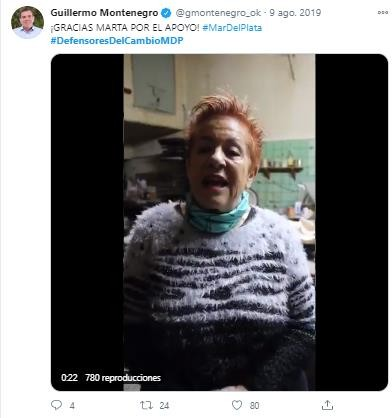 Guillermo Montenegro @gmontenegro_ok · 9 ago. 2019
¡GRACIAS MARTA POR EL APOYO! #MarDelPlata
#DefensoresDelCambioMDP
0:22 780 reproducciones
4 24 80